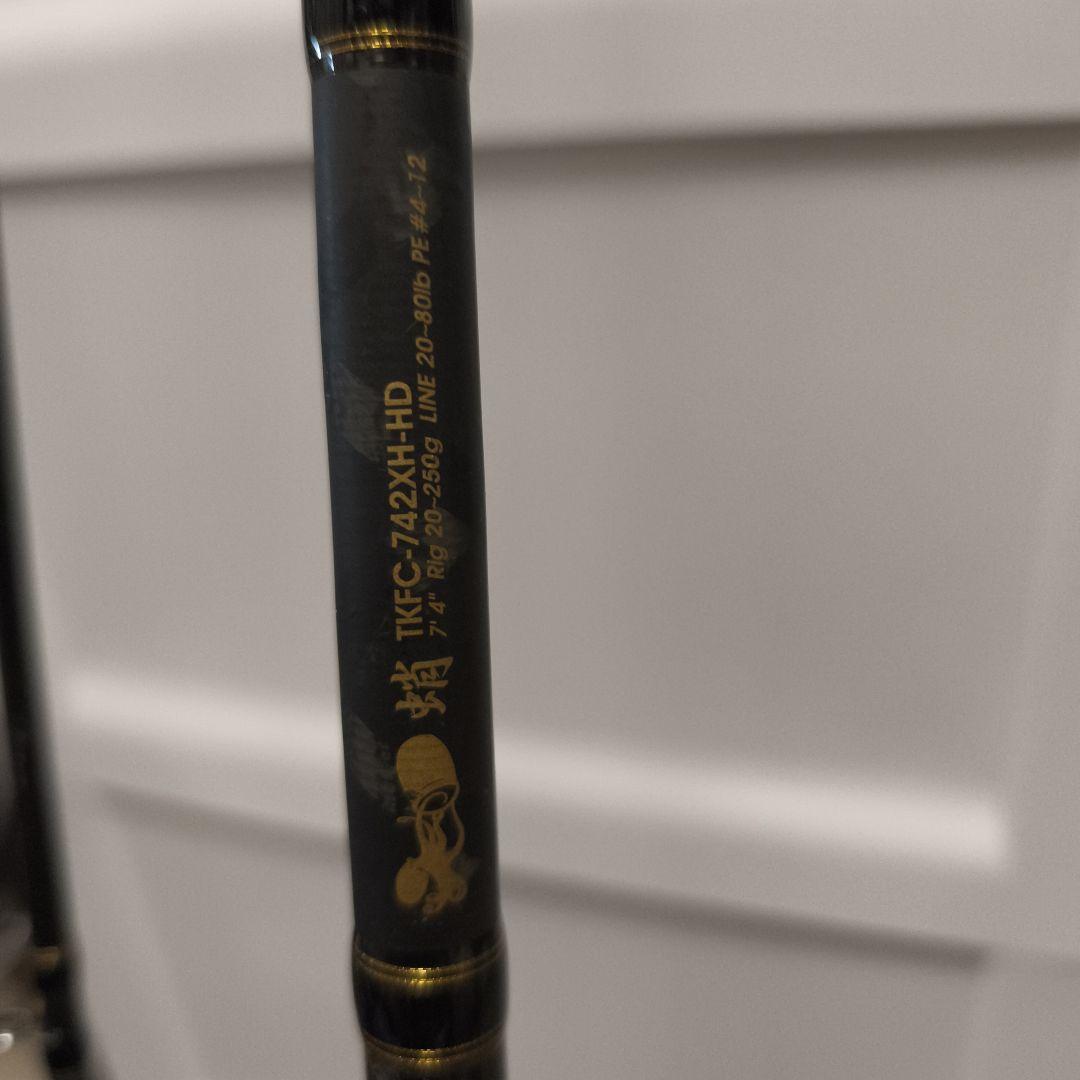 蛸 TKFC-742XH-HD
7' 4" Rig 20~250g LINE 20~80lb PE #4~12